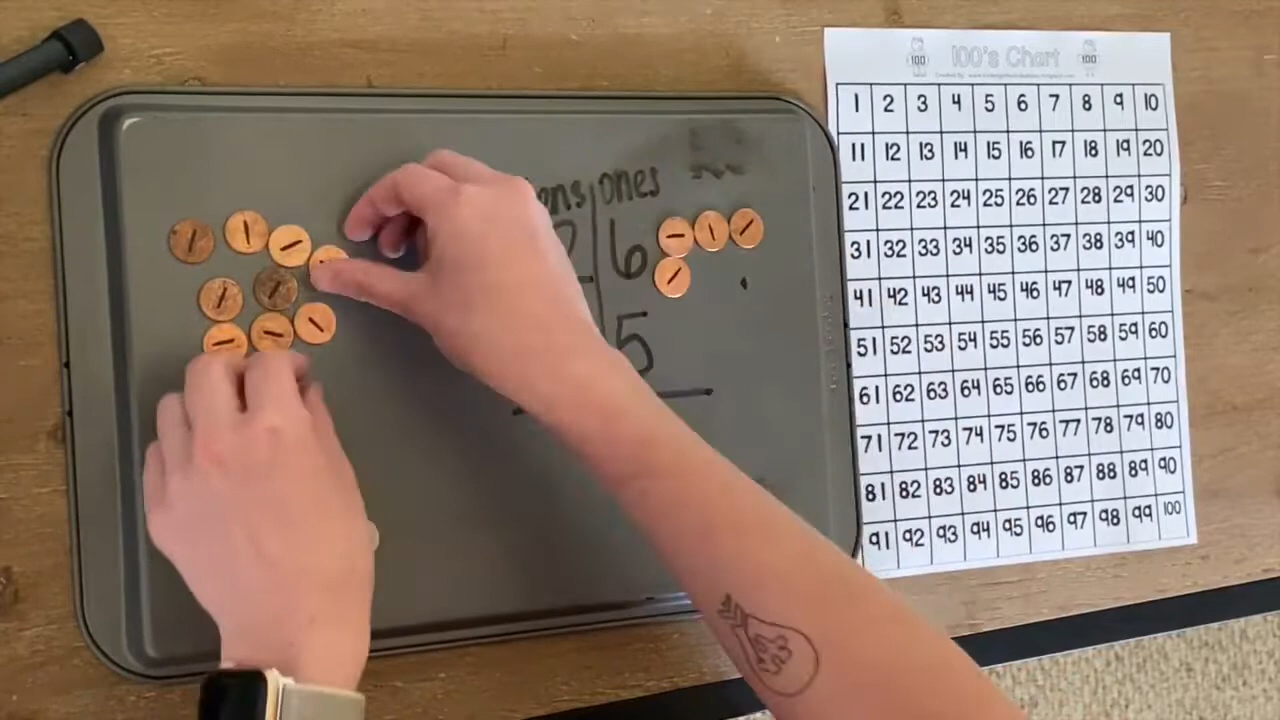 100 100's Chart 100
ones
6
5
1 2 3 4 5 6 7 8 9 10
11 12 13 14 15 16 17 18 19 20
21 22 23 24 25 26 27 28 29 30
31 32 33 34 35 36 37 38 39 40
41 42 43 44 45 46 47 48 49 50
51 52 53 54 55 56 57 58 59 60
61 62 63 64 65 66 67 68 69 70
71 72 73 74 75 76 77 78 79 80
81 82 83 84 85 86 87 88 89 90
91 92 93 94 95 96 97 98 99 100